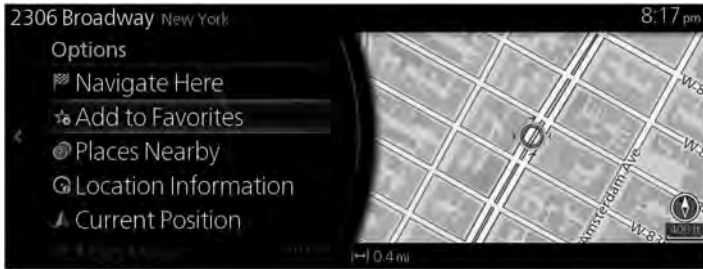 2306 Broadway New York
8:17 pm
Options
Navigate Here
Add to Favorites
Places Nearby
Location Information
Current Position
Amsterdam Ave
400 ft
0.4 mi